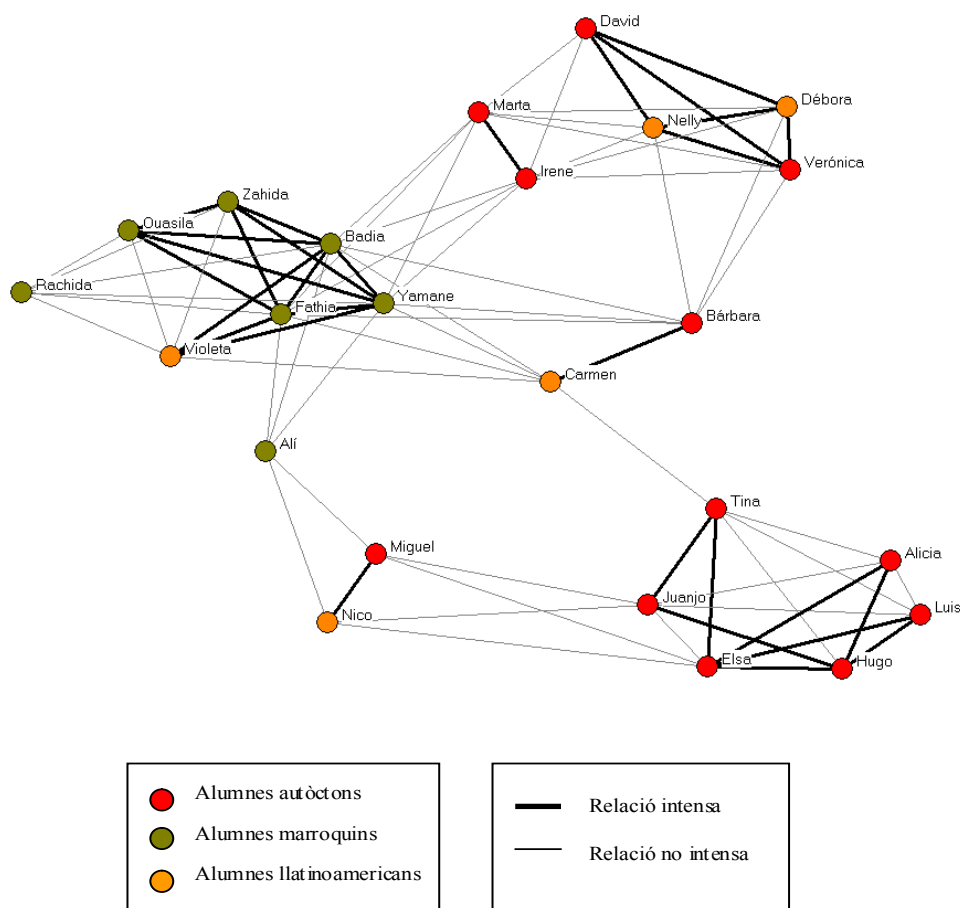 David
Débora
Marta
Nelly
Verónica
Irene
Zahida
Ouasila
Badia
Rachida
Yamane
Fathia
Bárbara
Violeta
Carmen
Alí
Tina
Miguel
Alicia
Juanjo
Luis
Nico
Elsa
Hugo
Alumnes autòctons
Alumnes marroquins
Alumnes llatinoamericans
Relació intensa
Relació no intensa